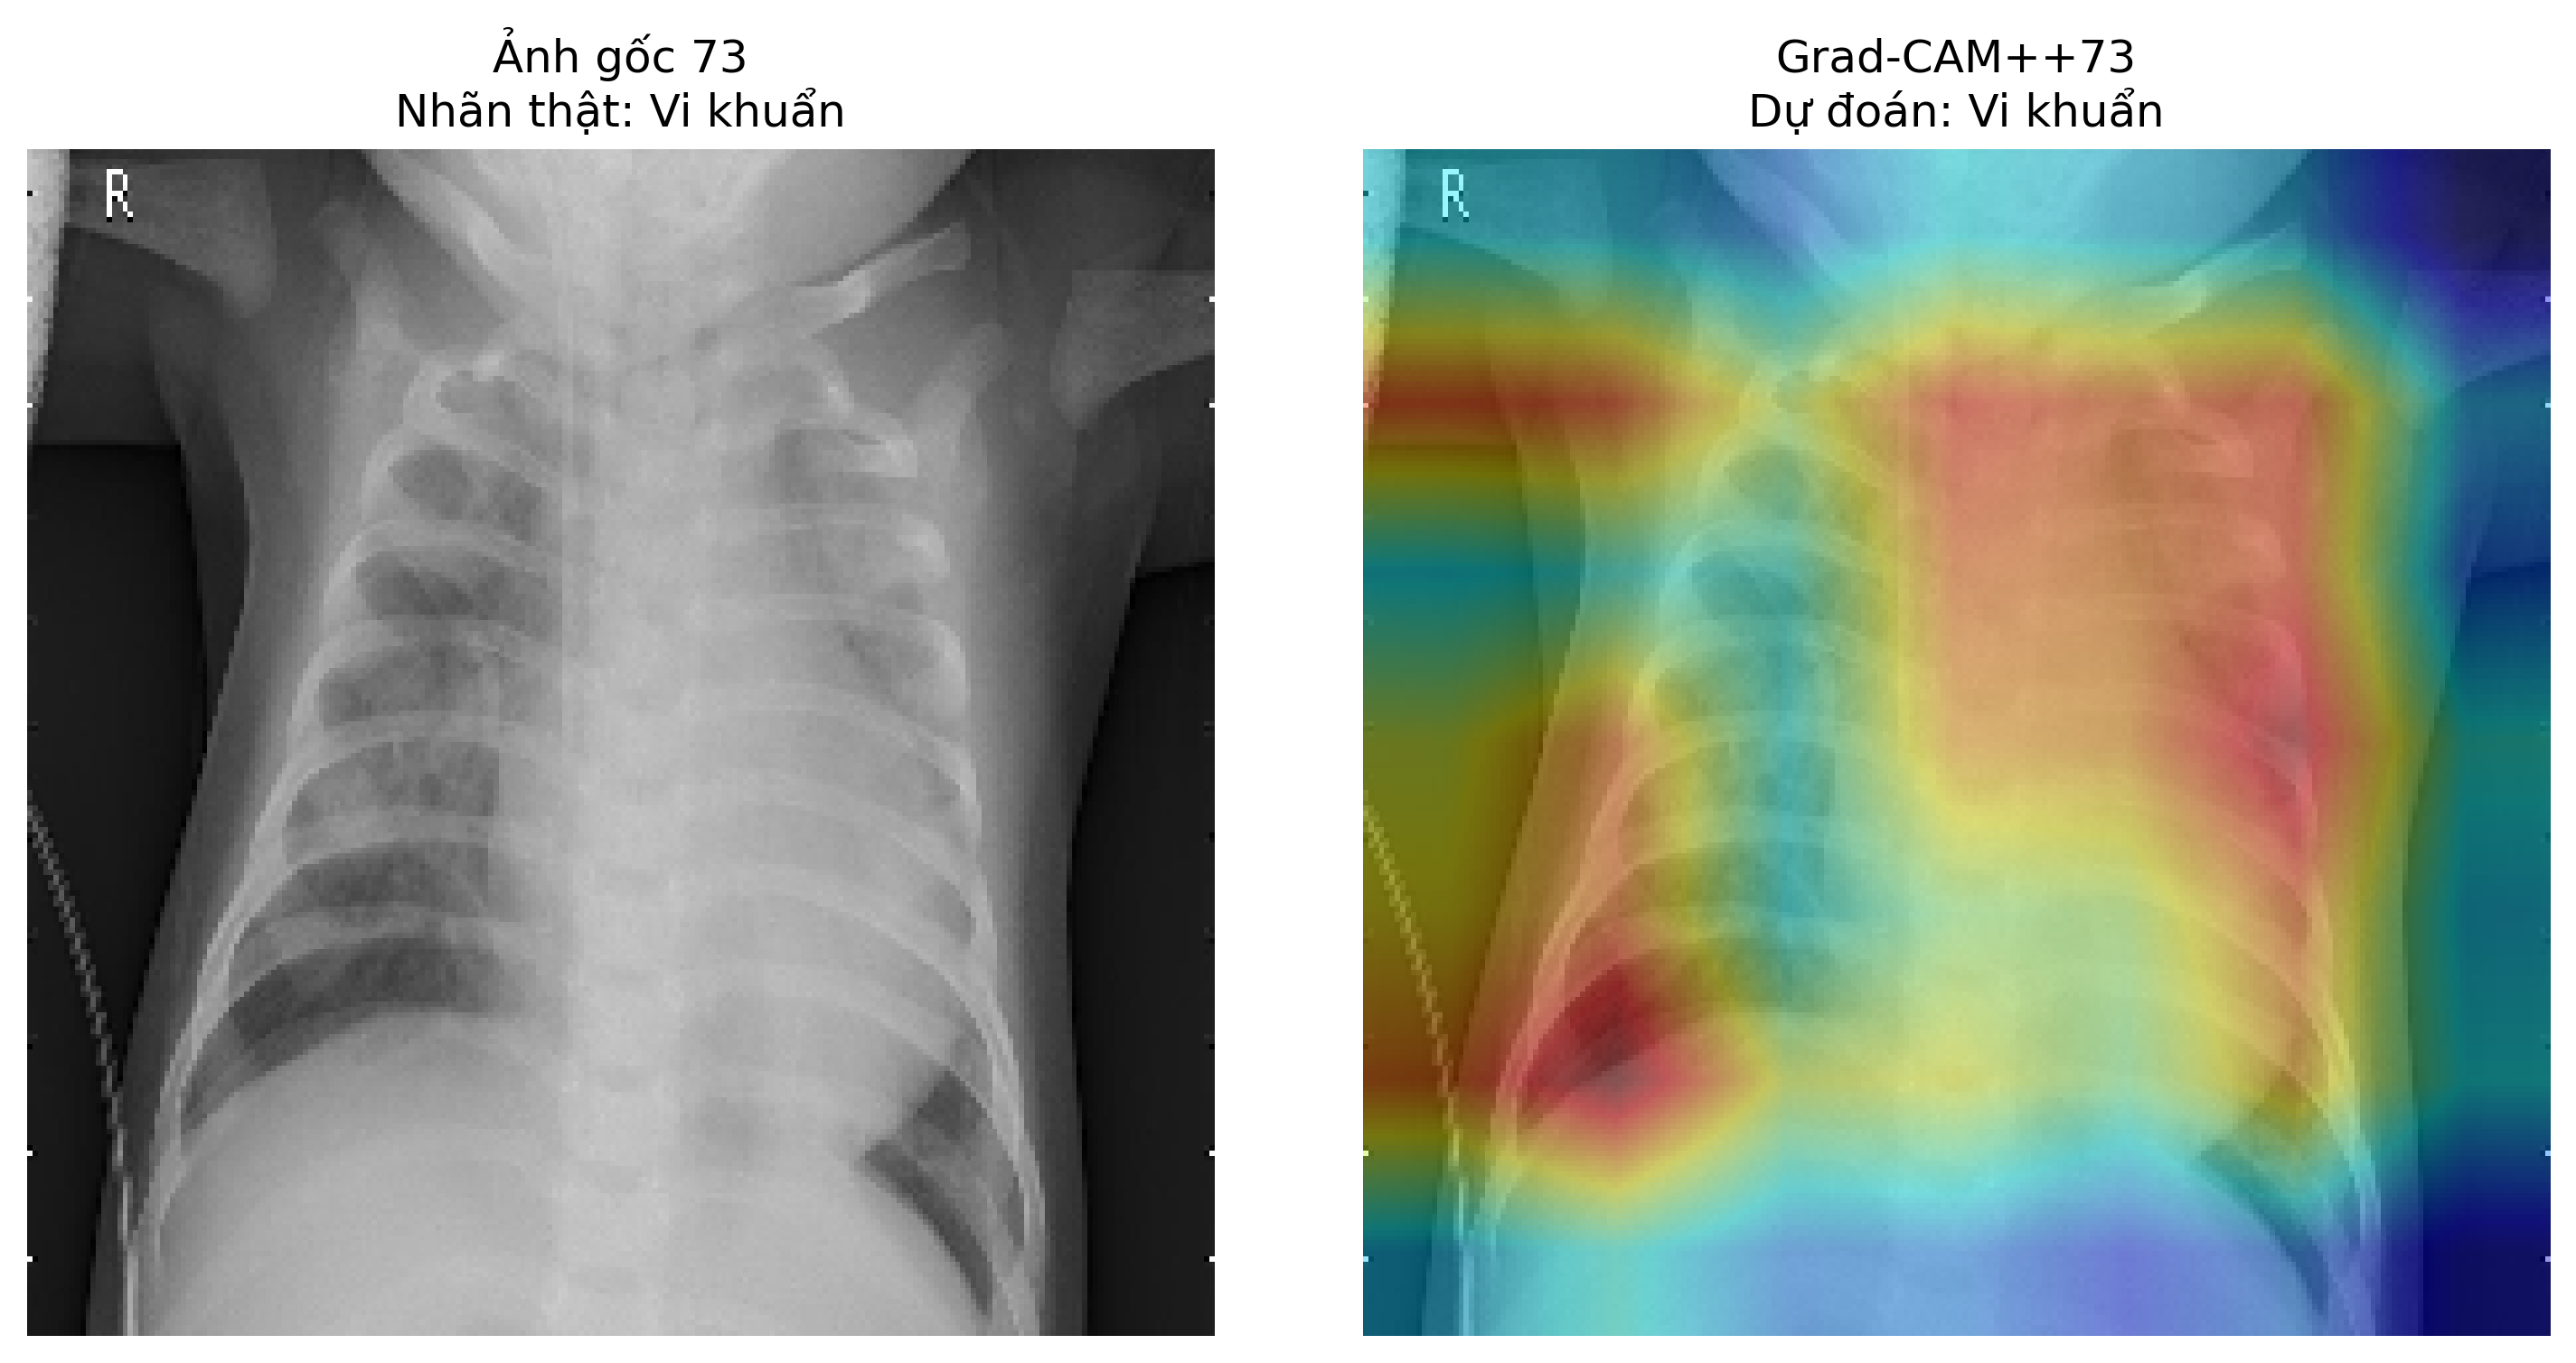 Ảnh gốc 73
Nhãn thật: Vi khuẩn
R
Grad-CAM++73
Dự đoán: Vi khuẩn
R